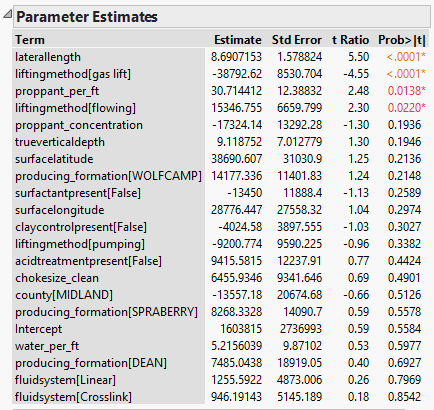 Parameter Estimates
Term Estimate Std Error t Ratio Prob>|t|
laterallength 8.6907153 1.578824 5.50 <.0001*
liftingmethod[gas lift] -38792.62 8530.704 -4.55 <.0001*
proppant_per_ft 30.714412 12.38832 2.48 0.0138*
liftingmethod[flowing] 15346.755 6659.799 2.30 0.0220*
proppant_concentration -17324.14 13292.28 -1.30 0.1936
trueverticaldepth 9.118752 7.012779 1.30 0.1946
surfacelatitude 38690.607 31030.9 1.25 0.2136
producing_formation[WOLFCAMP] 14177.336 11401.83 1.24 0.2148
surfactantpresent[False] -13450 11888.4 -1.13 0.2589
surfacelongitude 28776.447 27558.32 1.04 0.2974
claycontrolpresent[False] -4024.58 3897.555 -1.03 0.3027
liftingmethod[pumping] -9200.774 9590.225 -0.96 0.3382
acidtreatmentpresent[False] 9415.5815 12237.91 0.77 0.4424
chokesize_clean 6455.9346 9341.646 0.69 0.4901
county[MIDLAND] -13557.18 20674.68 -0.66 0.5126
producing_formation[SPRABERRY] 8268.3328 14090.7 0.59 0.5578
Intercept 1603815 2736993 0.59 0.5584
water_per_ft 5.2156039 9.87102 0.53 0.5977
producing_formation[DEAN] 7485.0438 18919.05 0.40 0.6927
fluidsystem[Linear] 1255.5922 4873.006 0.26 0.7969
fluidsystem[Crosslink] 946.19143 5145.189 0.18 0.8542